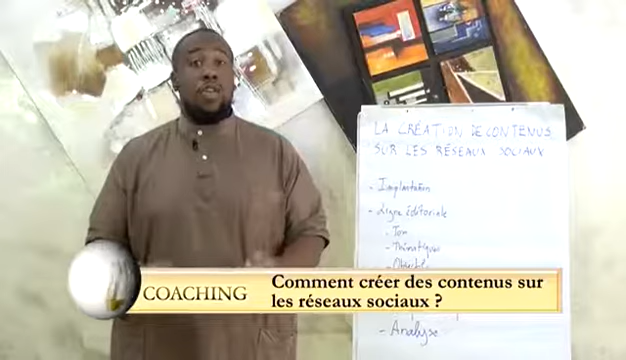 LA CRÉATION DE CONTENUS
SUR LES RÉSEAUX SOCIAUX
- Implantation
- Ligne éditoriale
- Ton
- Thématiques
COACHING
Comment créer des contenus sur
les réseaux sociaux ?
- Analyse